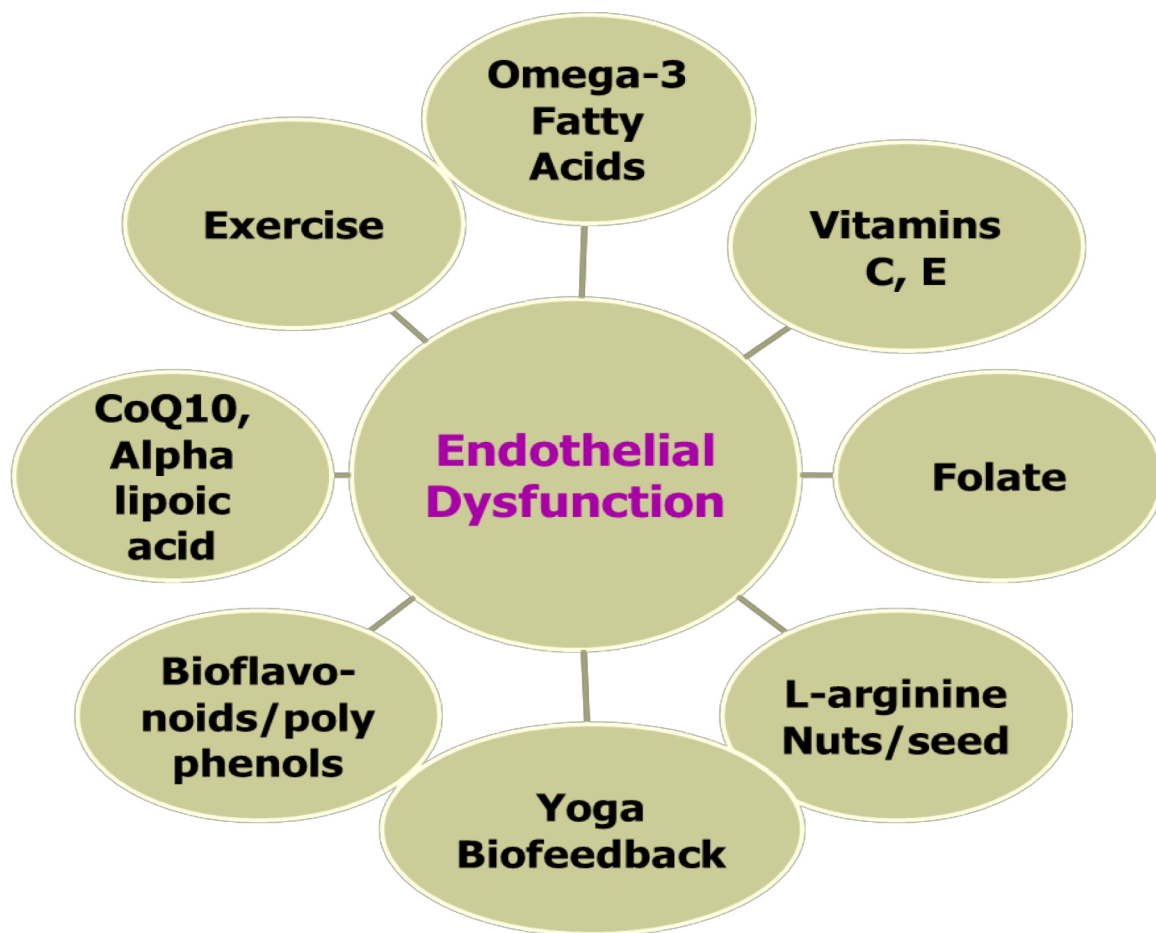 Omega-3
Fatty
Acids
Exercise
Vitamins
C, E
CoQ10,
Alpha
lipoic
acid
Endothelial
Dysfunction
Folate
Bioflavo-
noids/poly
phenols
L-arginine
Nuts/seed
Yoga
Biofeedback